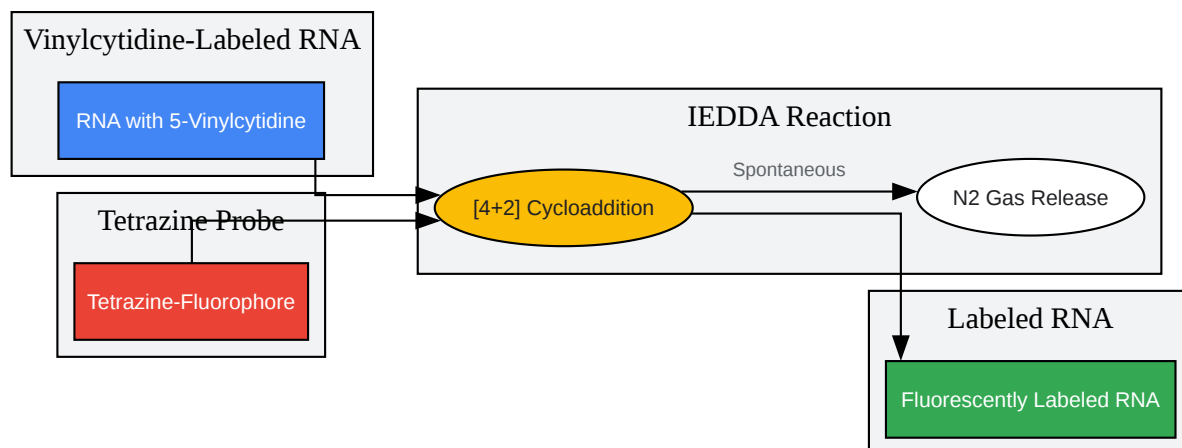 Vinylcytidine-Labeled RNA
RNA with 5-Vinylcytidine
Tetrazine Probe
Tetrazine-Fluorophore
IEDDA Reaction
[4+2] Cycloaddition
Spontaneous
N2 Gas Release
Labeled RNA
Fluorescently Labeled RNA